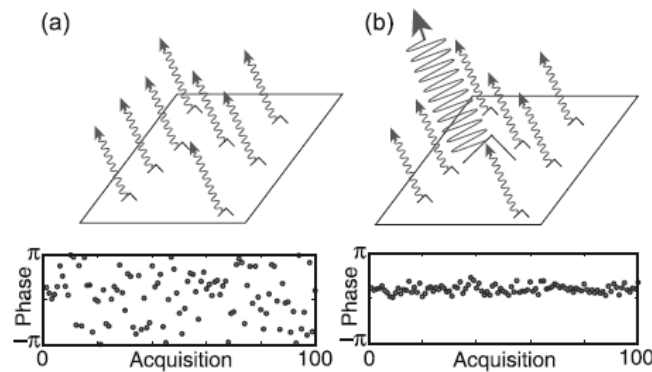 (a)
(b)
π
Phase
−π
0
Acquisition
100
π
Phase
−π
0
Acquisition
100